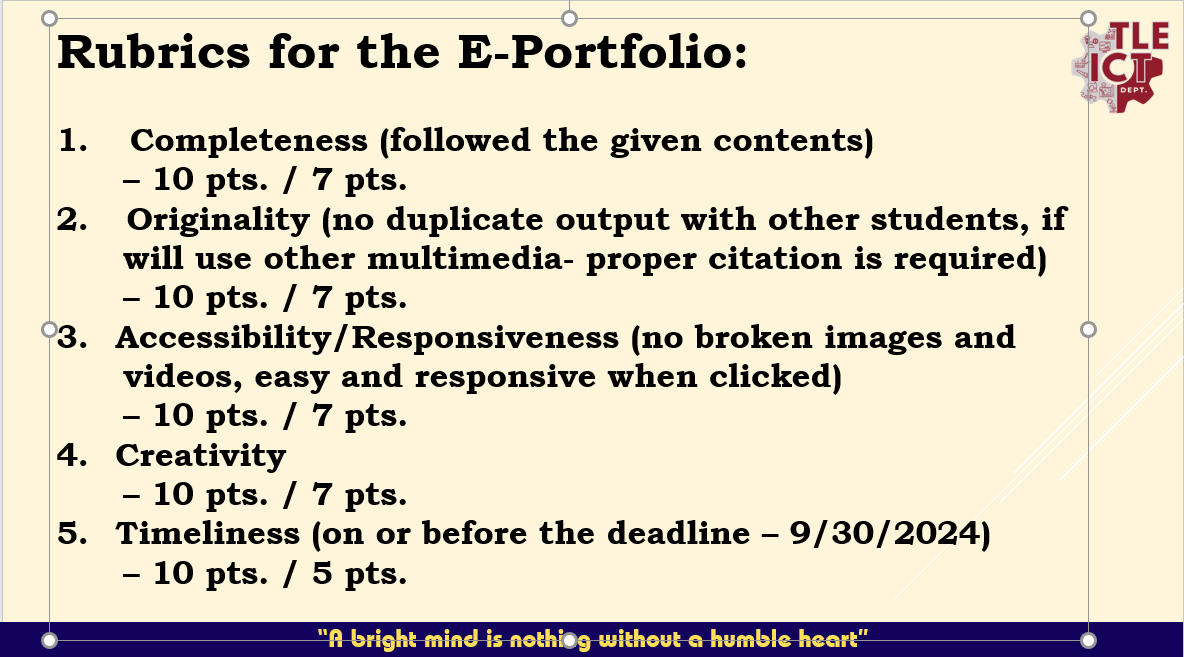 Rubrics for the E-Portfolio:
TLE
ICT
DEPT.
1. Completeness (followed the given contents)
– 10 pts. / 7 pts.
2. Originality (no duplicate output with other students, if
will use other multimedia- proper citation is required)
– 10 pts. / 7 pts.
3. Accessibility/Responsiveness (no broken images and
videos, easy and responsive when clicked)
– 10 pts. / 7 pts.
4. Creativity
– 10 pts. / 7 pts.
5. Timeliness (on or before the deadline – 9/30/2024)
– 10 pts. / 5 pts.
“A bright mind is nothing without a humble heart”